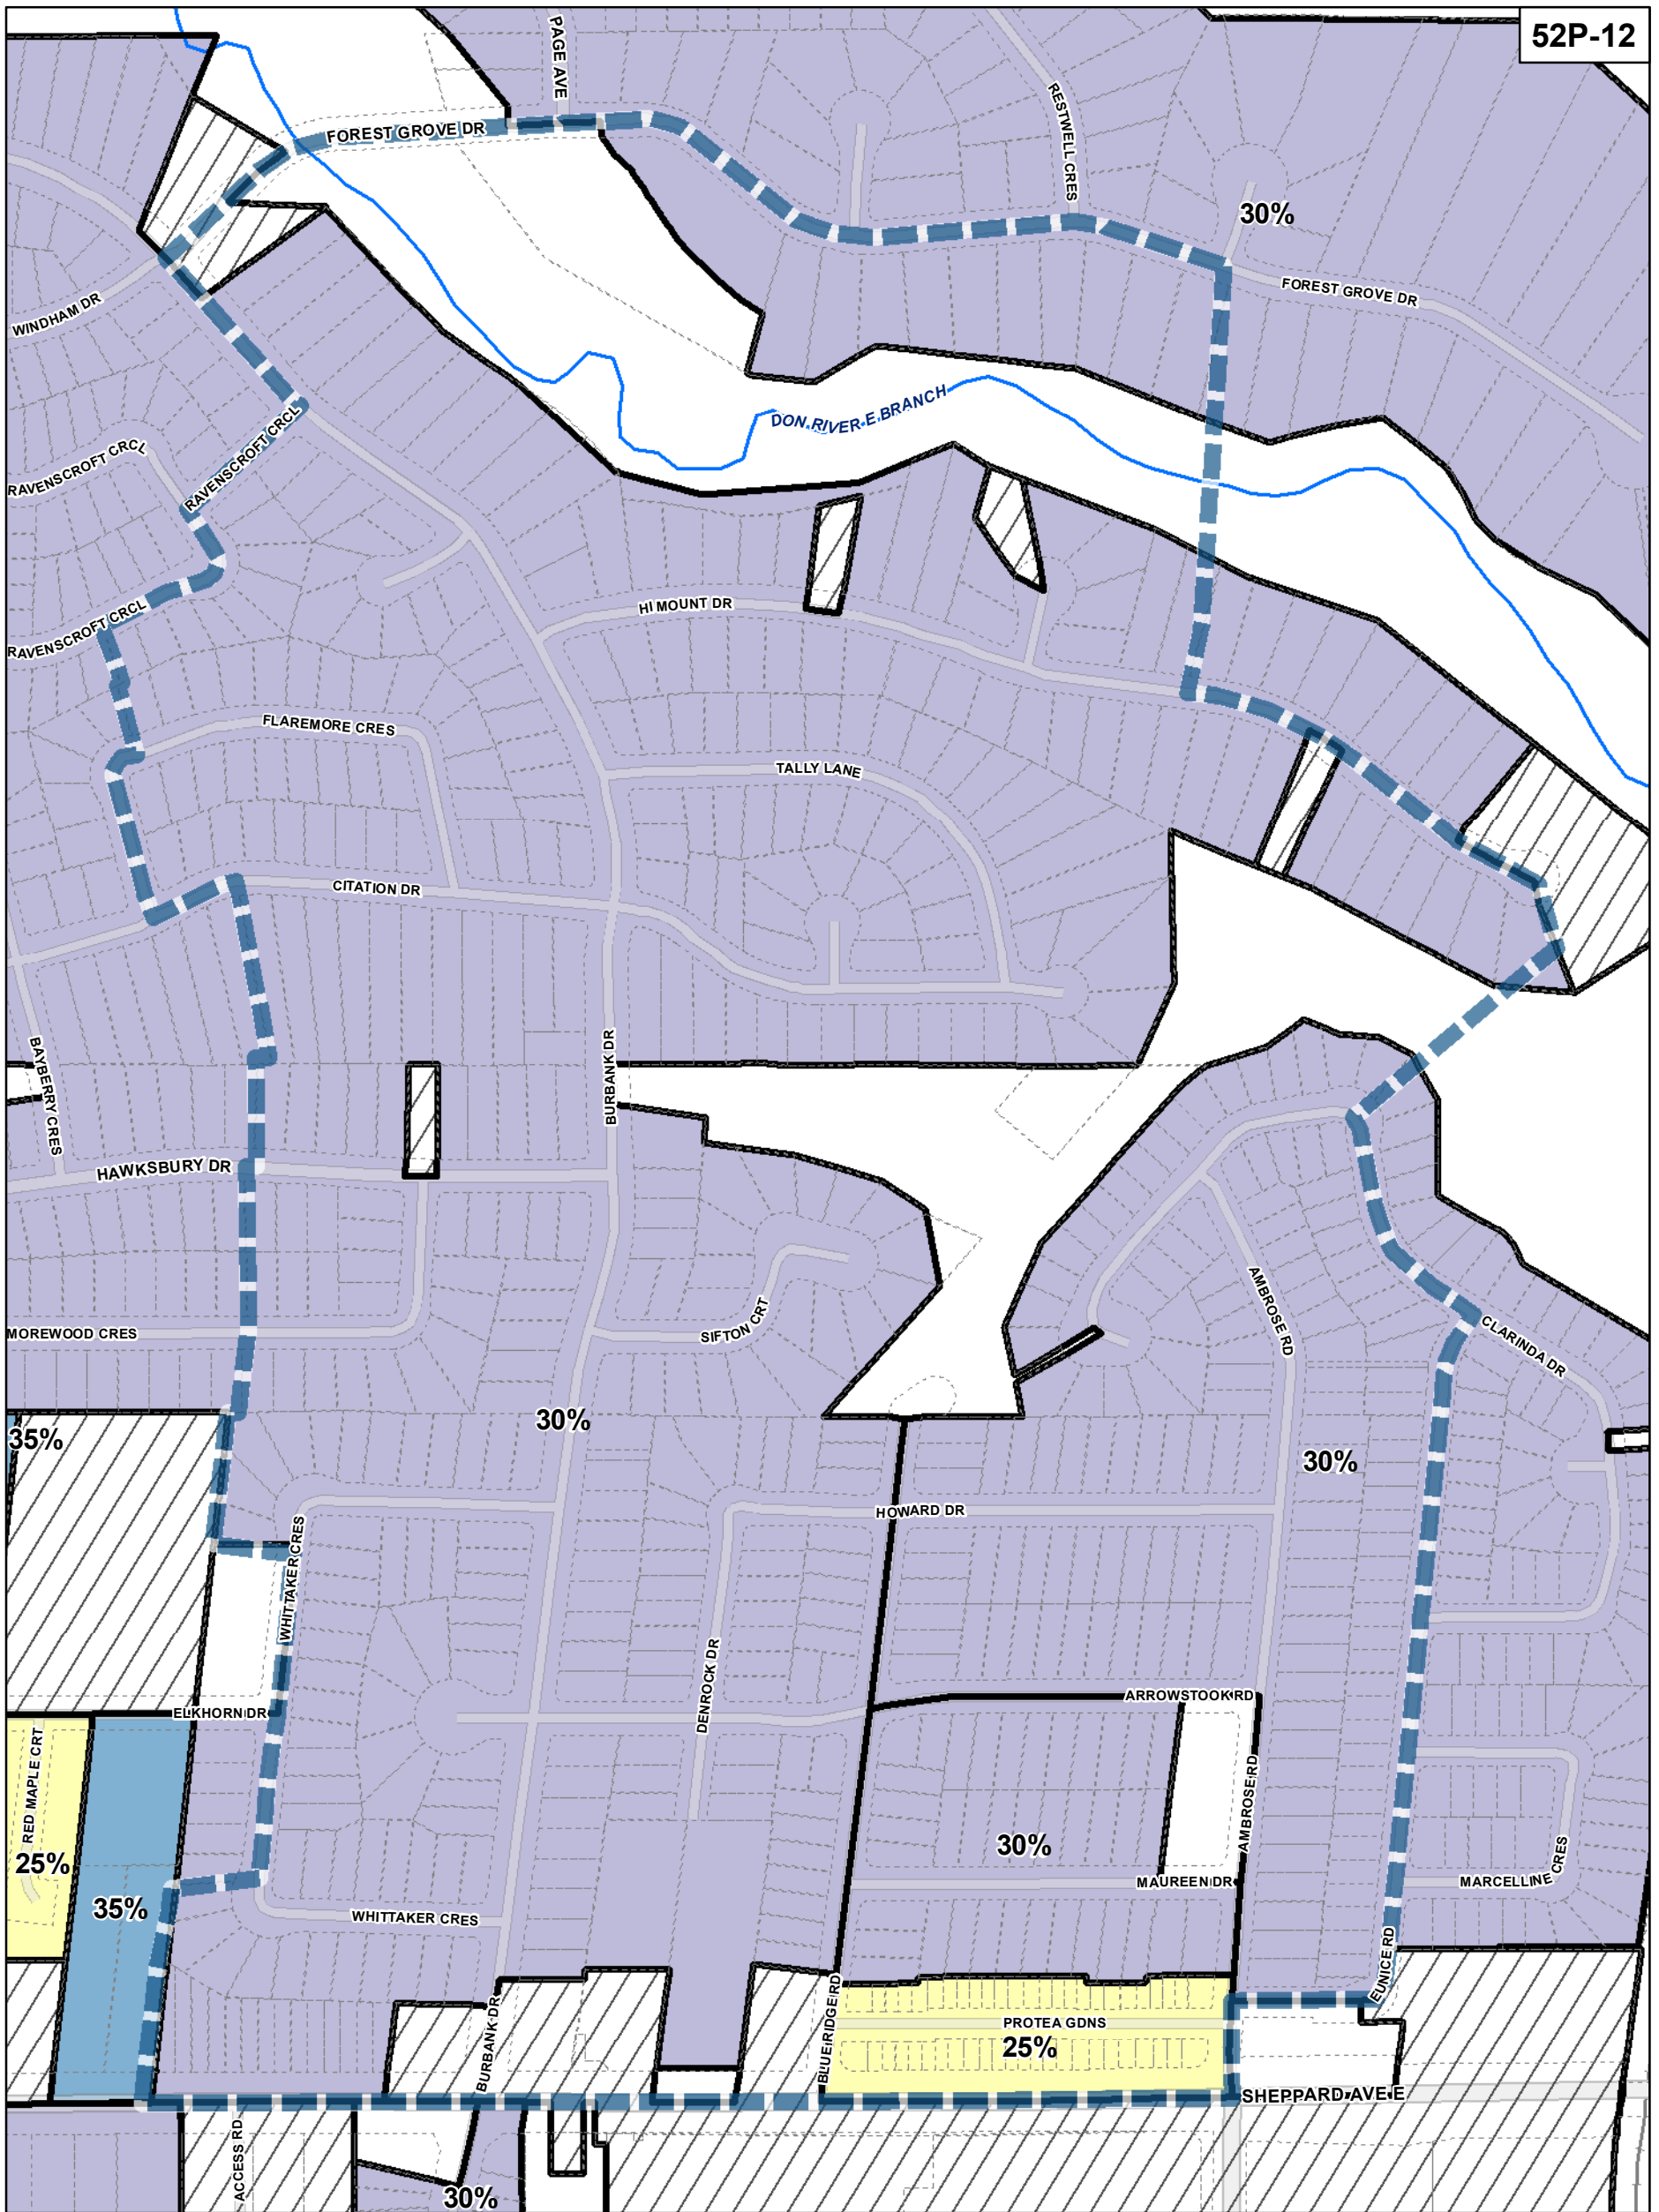 52P-12
PAGE AVE
RESTWELL CRES
FOREST GROVE DR
30%
FOREST GROVE DR
WINDHAM DR
DON RIVER E BRANCH
RAVENSCROFT CRCL
RAVENSCROFT CRCL
RAVENSCROFT CRCL
HI MOUNT DR
FLAREMORE CRES
TALLY LANE
CITATION DR
BAYBERRY CRES
BURBANK DR
HAWKSBURY DR
MOREWOOD CRES
SIFTON CRT
AMBROSE RD
CLARINDA DR
30%
35%
30%
HOWARD DR
WHITTAKER CRES
DENROCK DR
ARROWSTOOK RD
ELKHORN DR
RED MAPLE CRT
AMBROSE RD
30%
25%
MARCELLINE CRES
MAUREEN DR
35%
WHITTAKER CRES
EUNICE RD
BURBANK DR
BLUERIDGE RD
PROTEA GDNS
25%
SHEPPARD AVE E
ACCESS RD
30%